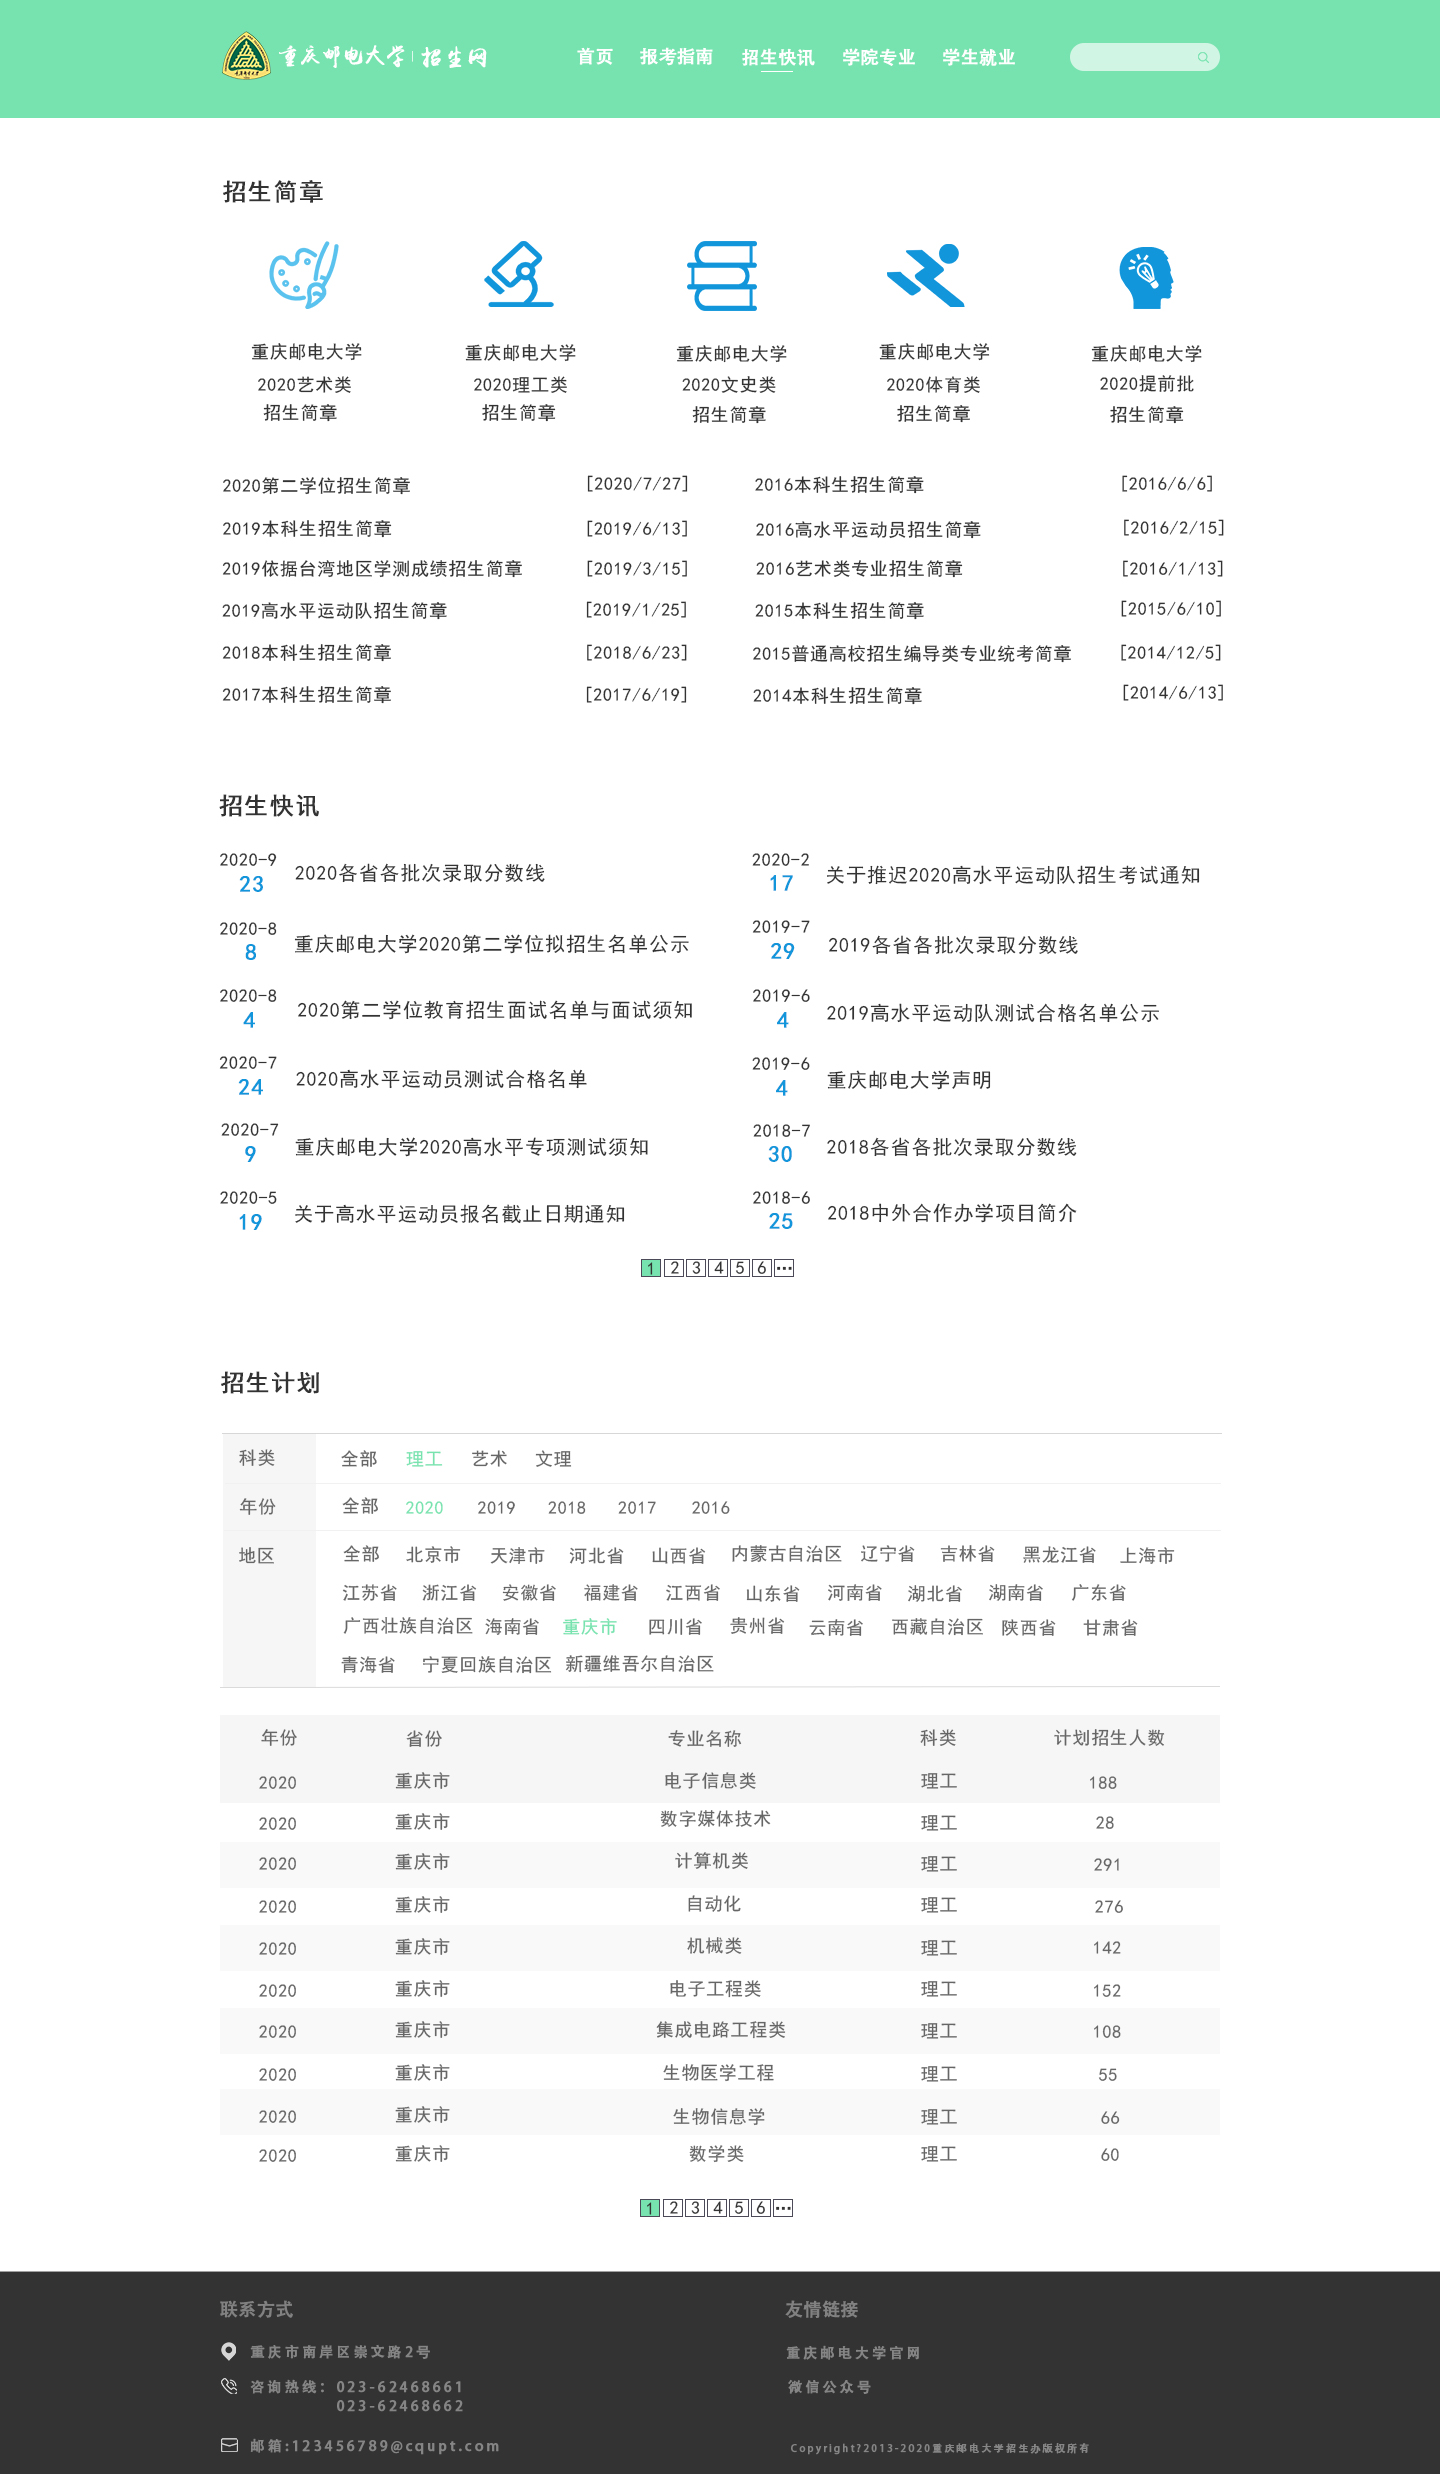 重庆邮电大学 | 招生网 首页 报考指南 招生快讯 学院专业 学生就业
招生简章
重庆邮电大学 重庆邮电大学 重庆邮电大学 重庆邮电大学 重庆邮电大学
2020艺术类 2020理工类 2020文史类 2020体育类 2020提前批
招生简章 招生简章 招生简章 招生简章 招生简章
2020第二学位招生简章 [2020/7/27] 2016本科生招生简章 [2016/6/6]
2019本科生招生简章 [2019/6/13] 2016高水平运动员招生简章 [2016/2/15]
2019依据台湾地区学测成绩招生简章 [2019/3/15] 2016艺术类专业招生简章 [2016/1/13]
2019高水平运动队招生简章 [2019/1/25] 2015本科生招生简章 [2015/6/10]
2018本科生招生简章 [2018/6/23] 2015普通高校招生编导类专业统考简章 [2014/12/5]
2017本科生招生简章 [2017/6/19] 2014本科生招生简章 [2014/6/13]
招生快讯
2020-9 23 2020各省各批次录取分数线 2020-2 17 关于推迟2020高水平运动队招生考试通知
2020-8 8 重庆邮电大学2020第二学位拟招生名单公示 2019-7 29 2019各省各批次录取分数线
2020-8 4 2020第二学位教育招生面试名单与面试须知 2019-6 4 2019高水平运动队测试合格名单公示
2020-7 24 2020高水平运动员测试合格名单 2019-6 4 重庆邮电大学声明
2020-7 9 重庆邮电大学2020高水平专项测试须知 2018-7 30 2018各省各批次录取分数线
2020-5 19 关于高水平运动员报名截止日期通知 2018-6 25 2018中外合作办学项目简介
1 2 3 4 5 6 ···
招生计划
科类 全部 理工 艺术 文理
年份 全部 2020 2019 2018 2017 2016
地区 全部 北京市 天津市 河北省 山西省 内蒙古自治区 辽宁省 吉林省 黑龙江省 上海市
江苏省 浙江省 安徽省 福建省 江西省 山东省 河南省 湖北省 湖南省 广东省
广西壮族自治区 海南省 重庆市 四川省 贵州省 云南省 西藏自治区 陕西省 甘肃省
青海省 宁夏回族自治区 新疆维吾尔自治区
年份 省份 专业名称 科类 计划招生人数
2020 重庆市 电子信息类 理工 188
2020 重庆市 数字媒体技术 理工 28
2020 重庆市 计算机类 理工 291
2020 重庆市 自动化 理工 276
2020 重庆市 机械类 理工 142
2020 重庆市 电子工程类 理工 152
2020 重庆市 集成电路工程类 理工 108
2020 重庆市 生物医学工程 理工 55
2020 重庆市 生物信息学 理工 66
2020 重庆市 数学类 理工 60
1 2 3 4 5 6 ···
联系方式 友情链接
重庆市南岸区崇文路2号 重庆邮电大学官网
咨询热线: 023-62468661 微信公众号
023-62468662
邮箱:123456789@cqupt.com Copyright?2013-2020重庆邮电大学招生办版权所有